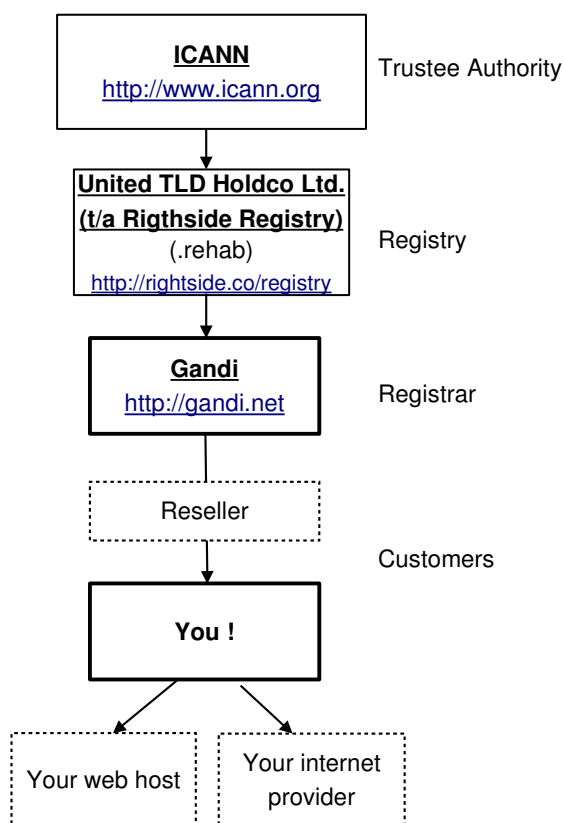 ICANN
http://www.icann.org
Trustee Authority
United TLD Holdco Ltd.
(t/a Rigthside Registry)
(.rehab)
http://rightside.co/registry
Registry
Gandi
http://gandi.net
Registrar
Reseller
Customers
You !
Your web host
Your internet
provider